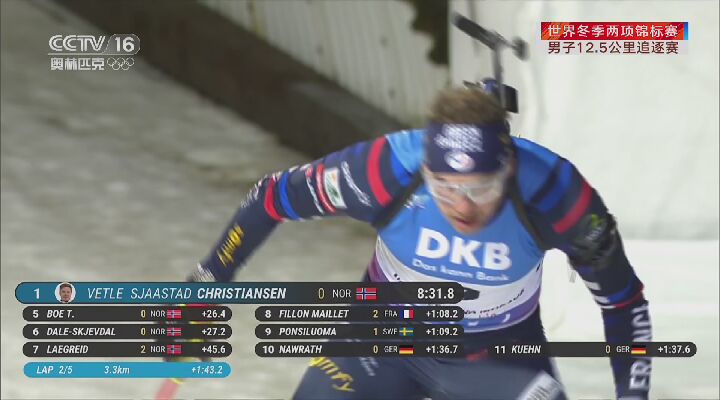 CCTV 16
奥林匹克
世界冬季两项锦标赛
男子12.5公里追逐赛
DKB
DKB
Das kann Bank
somfy
FRANCE
1 VETLE SJAASTAD CHRISTIANSEN 0 NOR 8:31.8
5 BOE T. 0 NOR +26.4
8 FILLON MAILLET 2 FRA +1:08.2
6 DALE-SKJEVDAL 0 NOR +27.2
9 PONSILUOMA 1 SWE +1:09.2
7 LAEGREID 2 NOR +45.6
10 NAWRATH 0 GER +1:36.7
11 KUEHN 0 GER +1:37.6
LAP 2/5 3.3km +1:43.2